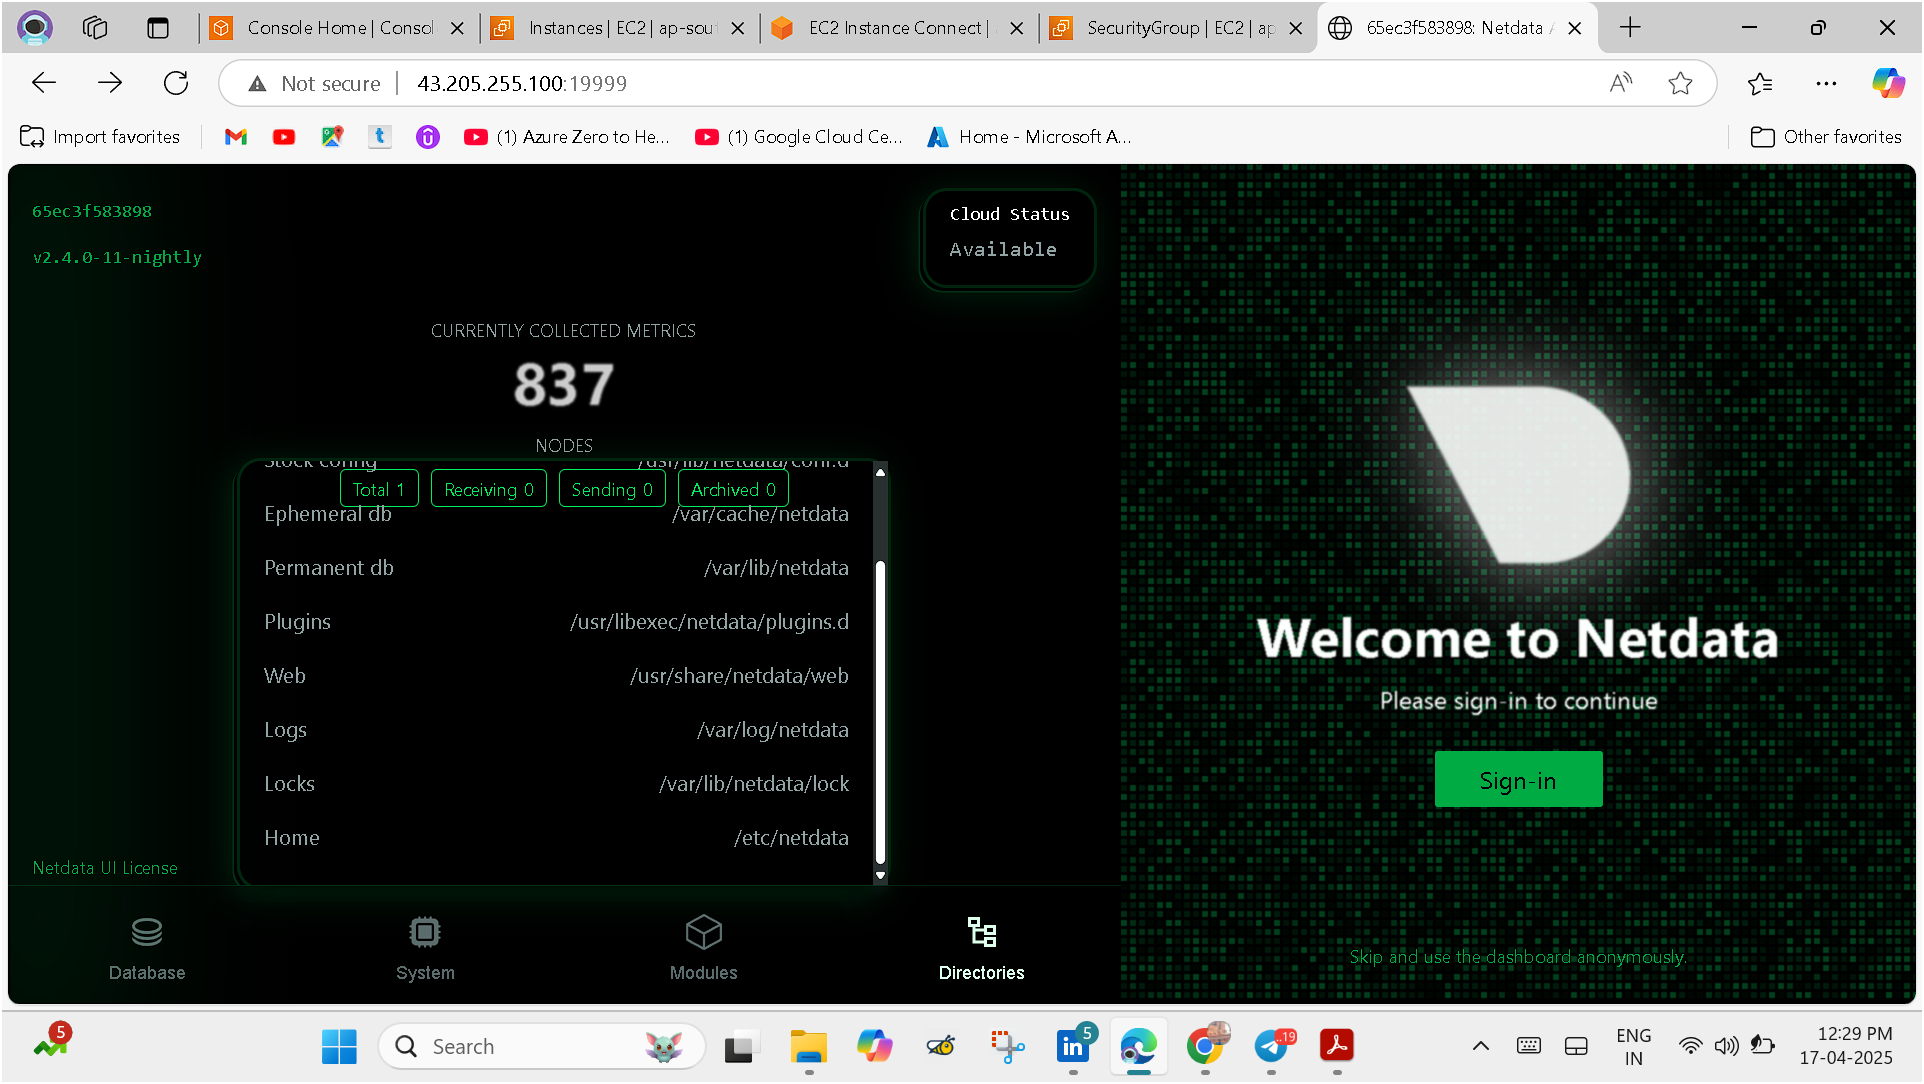 Console Home | Consol
Instances | EC2 | ap-sout
EC2 Instance Connect |
SecurityGroup | EC2 | ap
65ec3f583898: Netdata A
Not secure
43.205.255.100:19999
Import favorites
(1) Azure Zero to He...
(1) Google Cloud Ce...
Home - Microsoft A...
Other favorites
65ec3f583898
v2.4.0-11-nightly
Cloud Status
Available
CURRENTLY COLLECTED METRICS
837
NODES
Stock config /usr/lib/netdata/conf.d
Total 1 Receiving 0 Sending 0 Archived 0
Ephemeral db /var/cache/netdata
Permanent db /var/lib/netdata
Plugins /usr/libexec/netdata/plugins.d
Web /usr/share/netdata/web
Logs /var/log/netdata
Locks /var/lib/netdata/lock
Home /etc/netdata
Netdata UI License
Database
System
Modules
Directories
Welcome to Netdata
Please sign-in to continue
Sign-in
Skip and use the dashboard anonymously.
5
Search
5
..19
ENG
IN
12:29 PM
17-04-2025